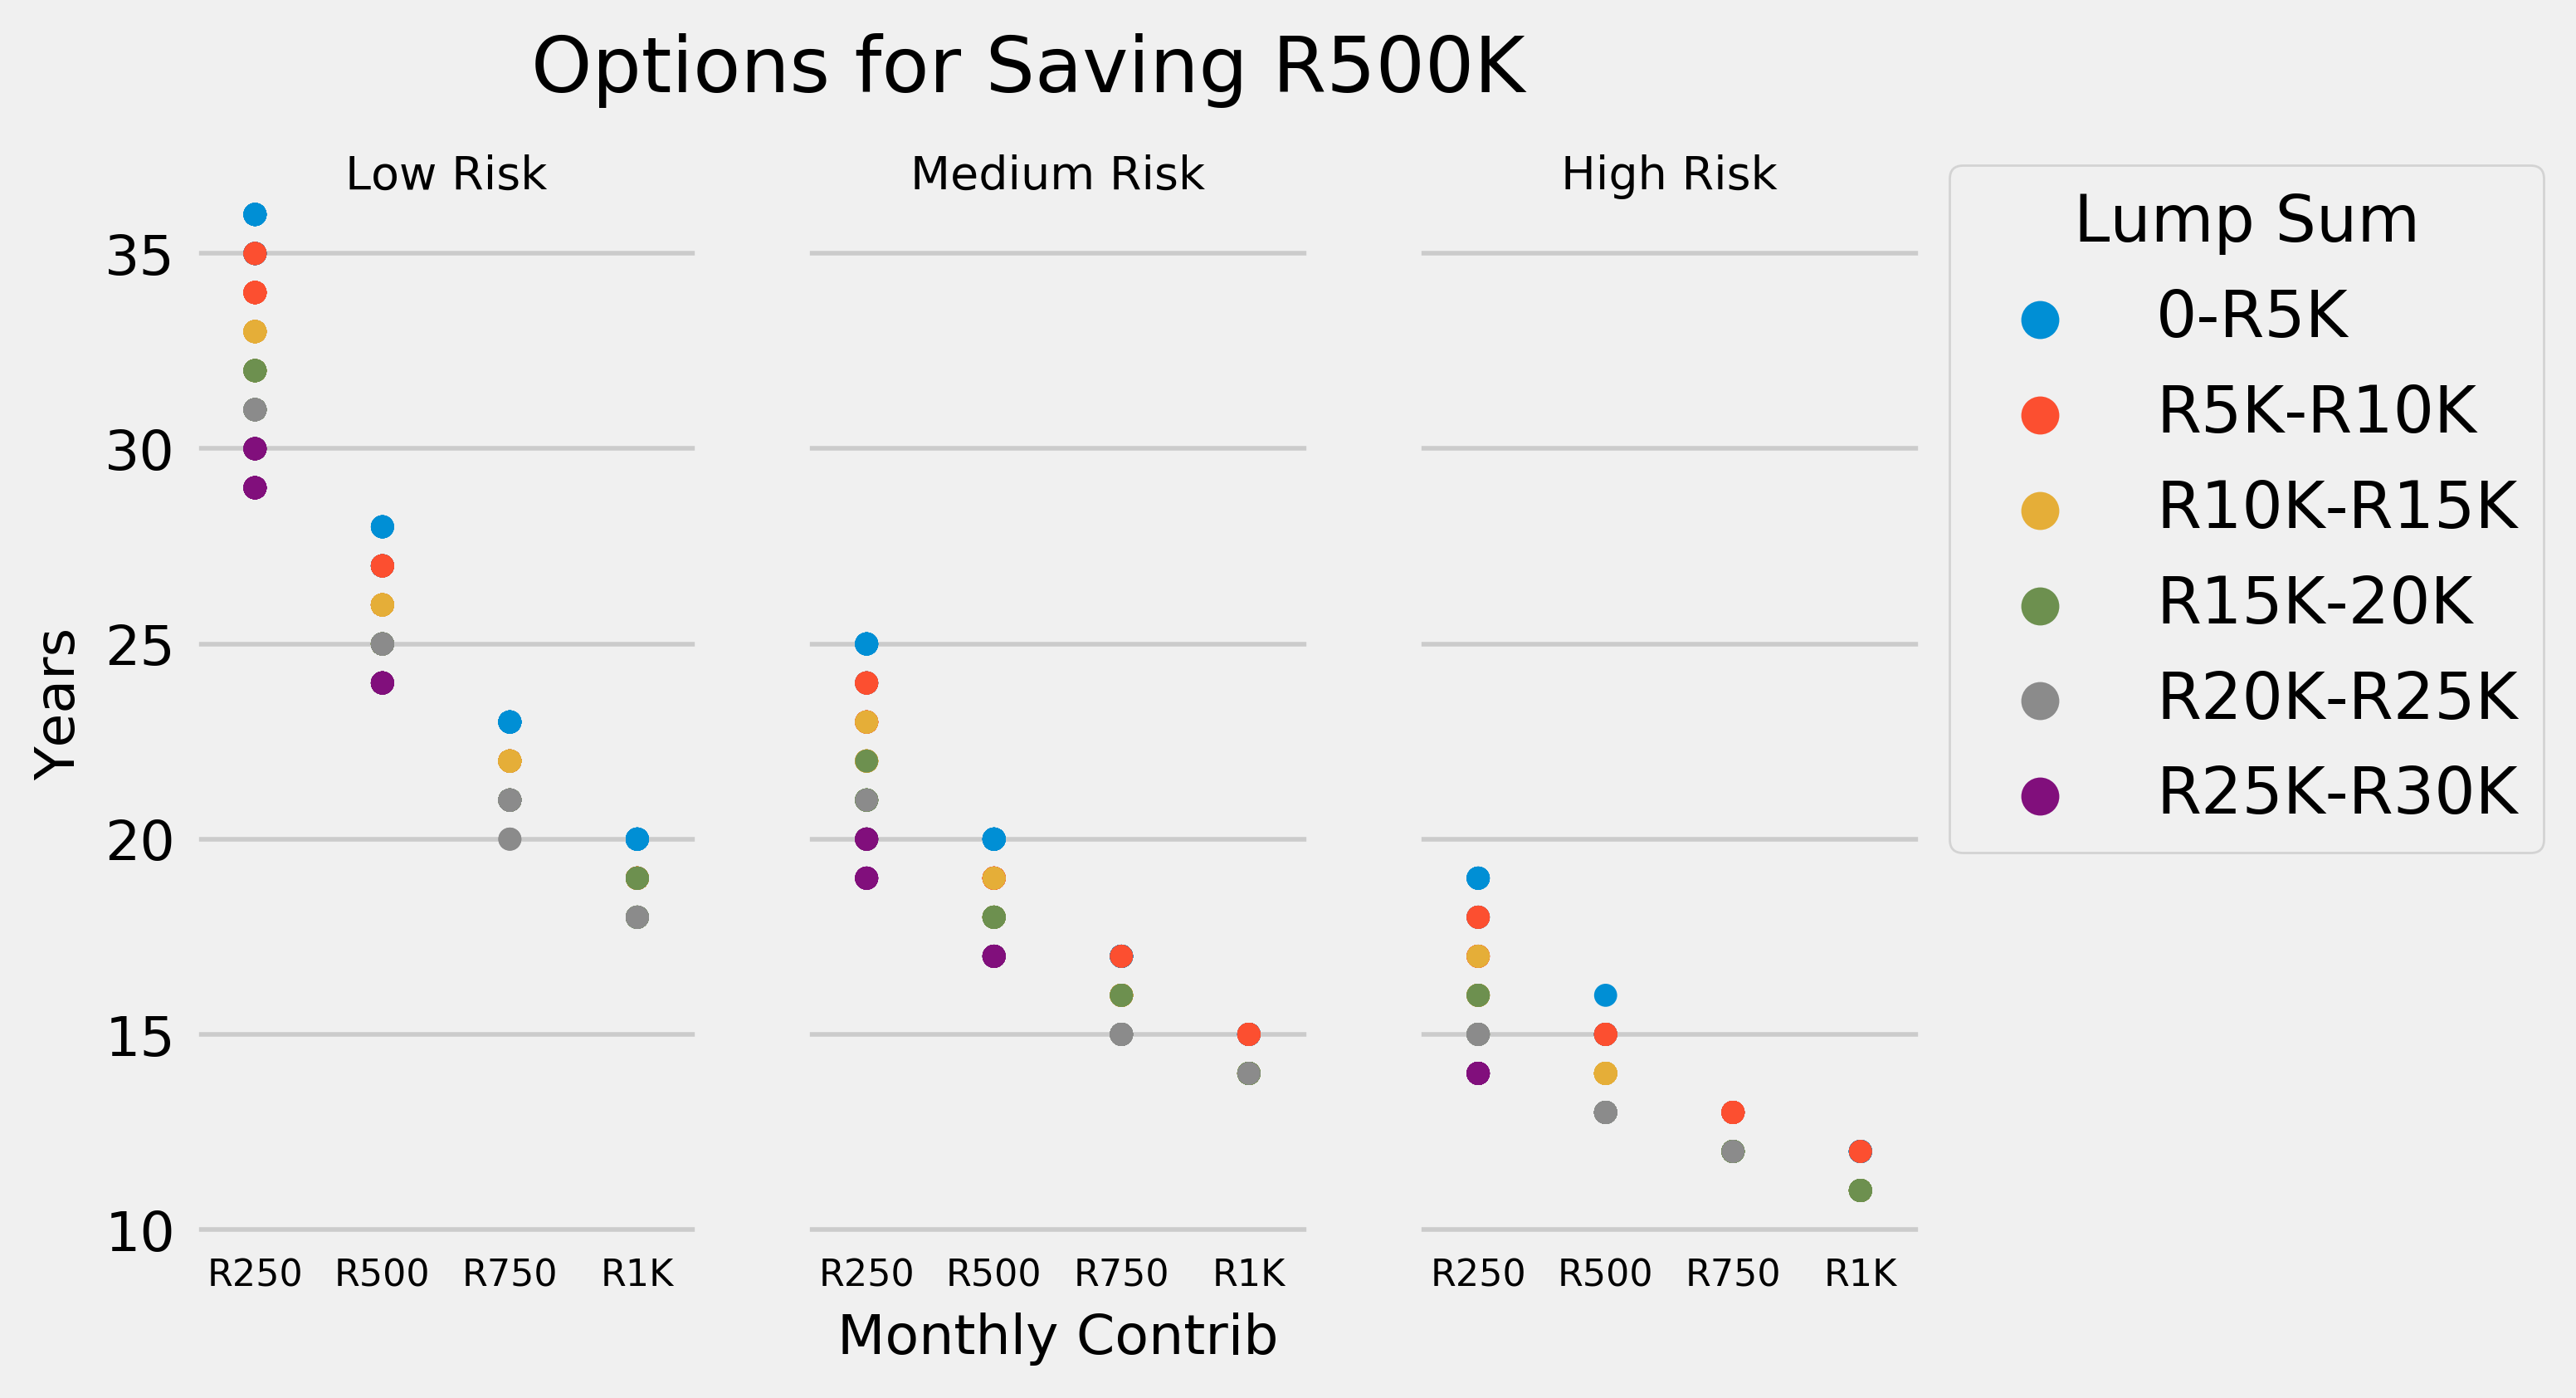 Options for Saving R500K
Low Risk
Medium Risk
High Risk
Lump Sum
0-R5K
R5K-R10K
R10K-R15K
R15K-20K
R20K-R25K
R25K-R30K
Years
35
30
25
20
15
10
R250 R500 R750 R1K
R250 R500 R750 R1K
R250 R500 R750 R1K
Monthly Contrib